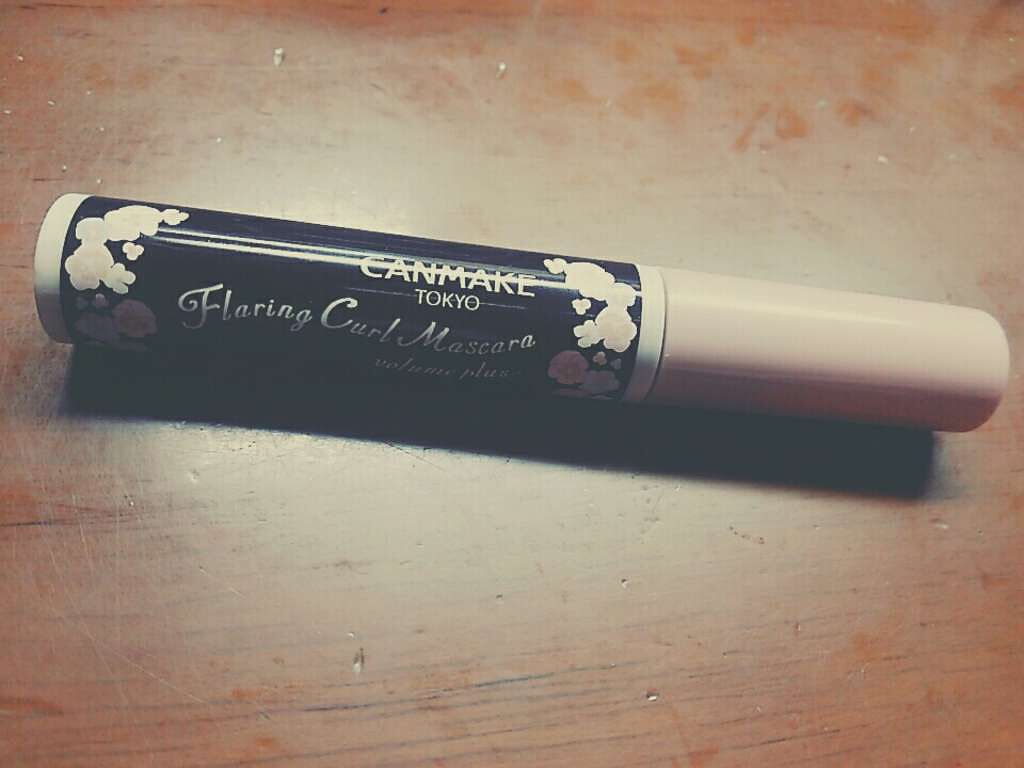 CANMAKE
TOKYO
Flaring Curl Mascara
volume plus